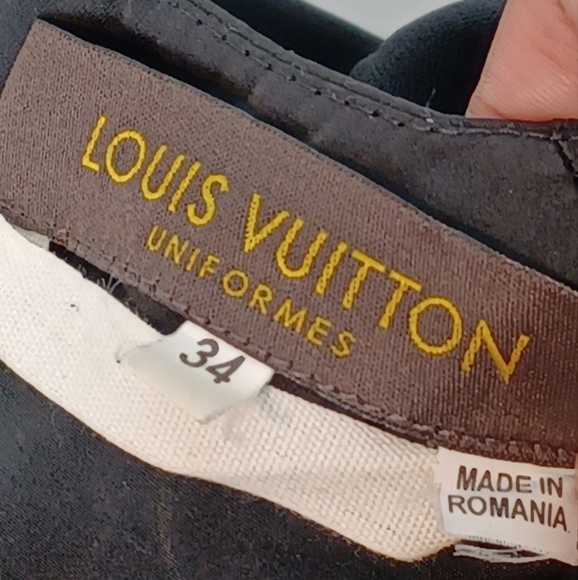 LOUIS VUITTON
UNIFORMES
34
MADE IN
ROMANIA